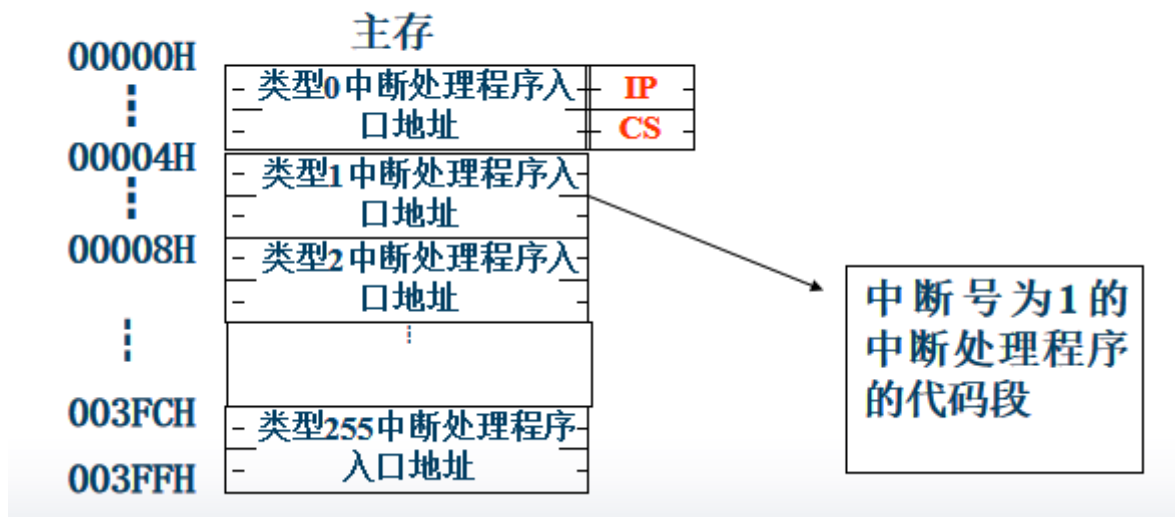 主存
00000H
类型0中断处理程序入
口地址
IP
CS
00004H
类型1中断处理程序入
口地址
00008H
类型2中断处理程序入
口地址
中断号为1的
中断处理程序
的代码段
003FCH
类型255中断处理程序
入口地址
003FFH